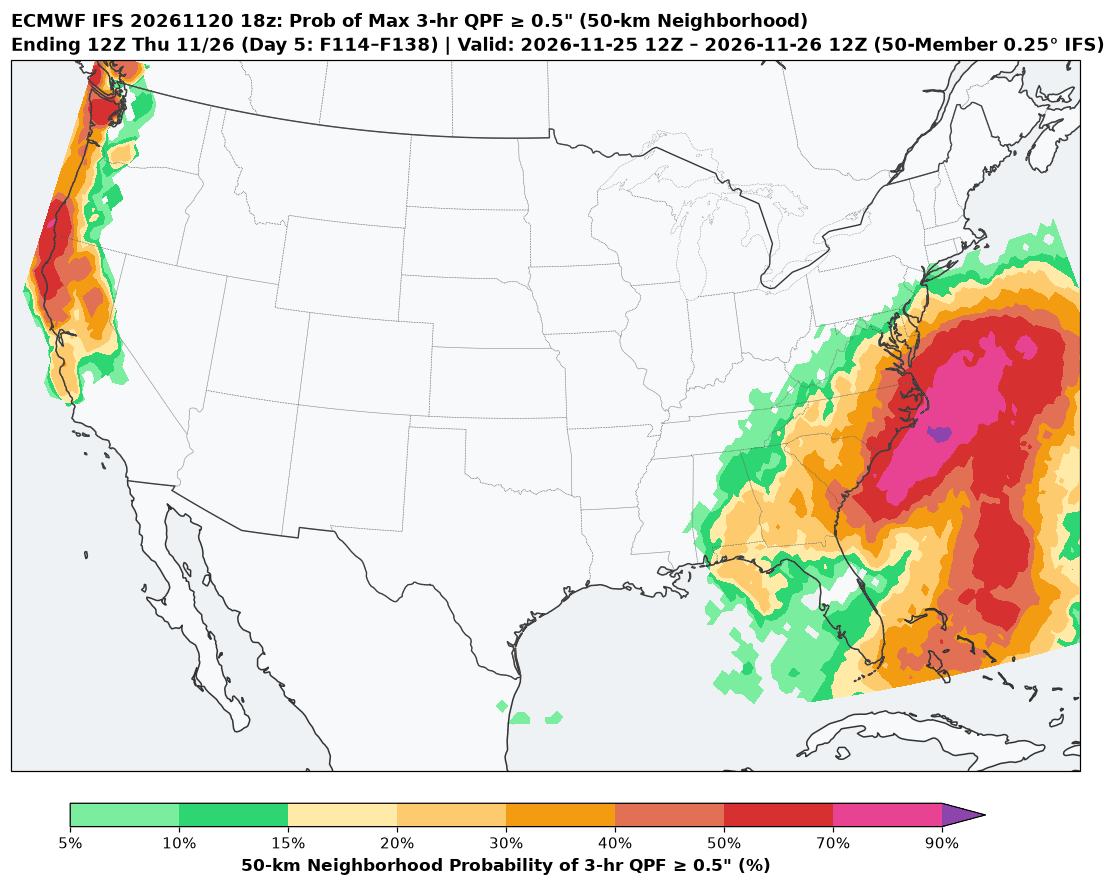 ECMWF IFS 20261120 18z: Prob of Max 3-hr QPF ≥ 0.5" (50-km Neighborhood)
Ending 12Z Thu 11/26 (Day 5: F114–F138) | Valid: 2026-11-25 12Z – 2026-11-26 12Z (50-Member 0.25° IFS)
5% 10% 15% 20% 30% 40% 50% 70% 90%
50-km Neighborhood Probability of 3-hr QPF ≥ 0.5" (%)